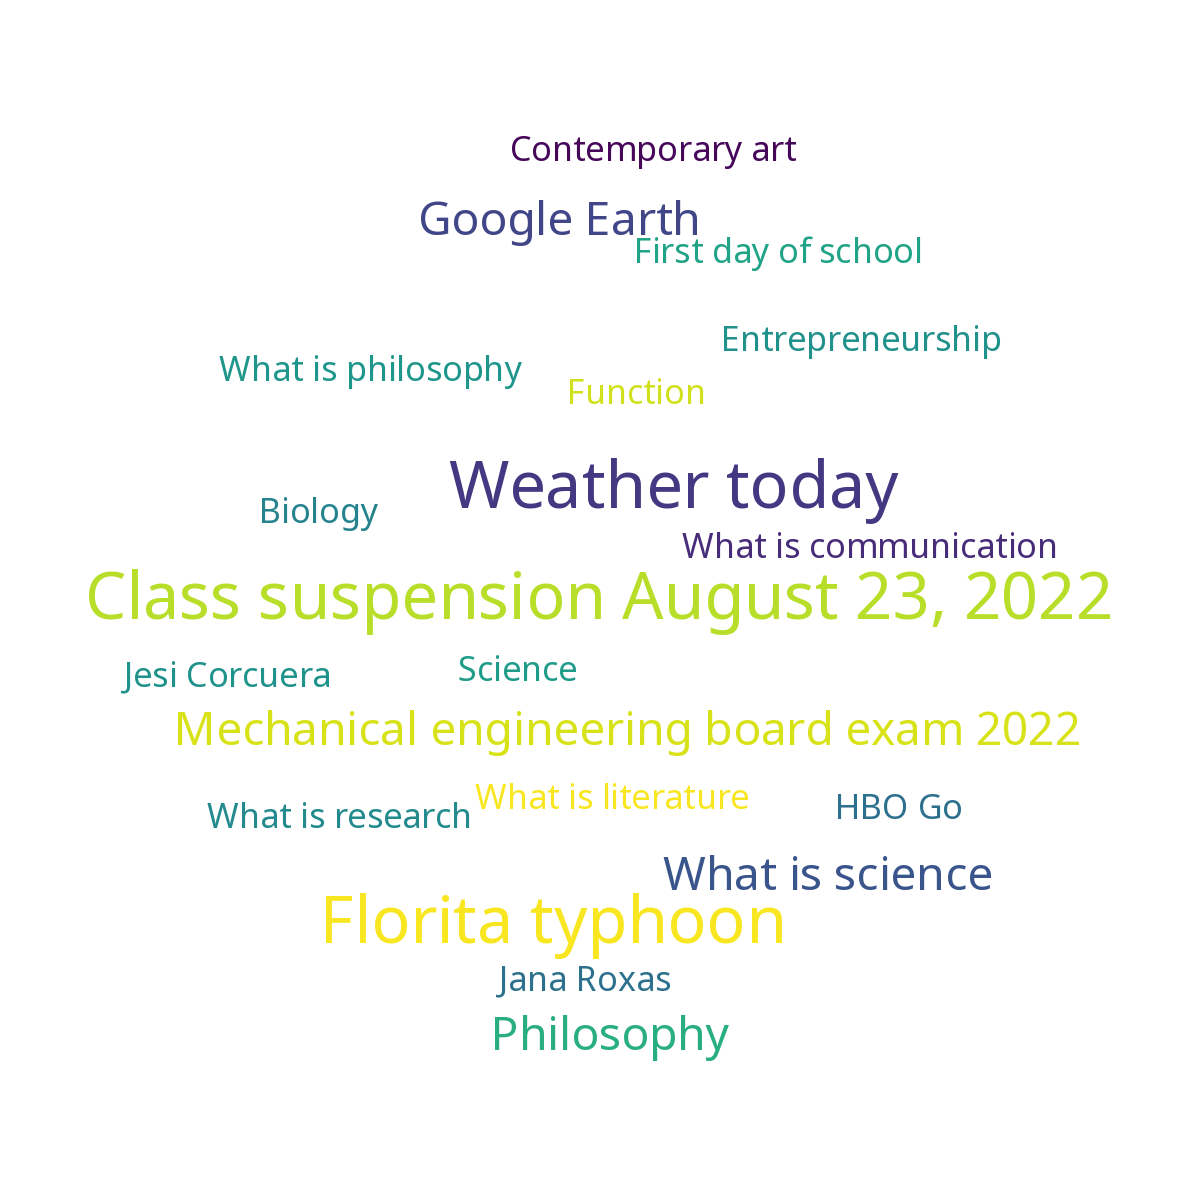 Contemporary art
Google Earth
First day of school
Entrepreneurship
What is philosophy
Function
Weather today
Biology
What is communication
Class suspension August 23, 2022
Jesi Corcuera
Science
Mechanical engineering board exam 2022
What is literature
HBO Go
What is research
What is science
Florita typhoon
Jana Roxas
Philosophy